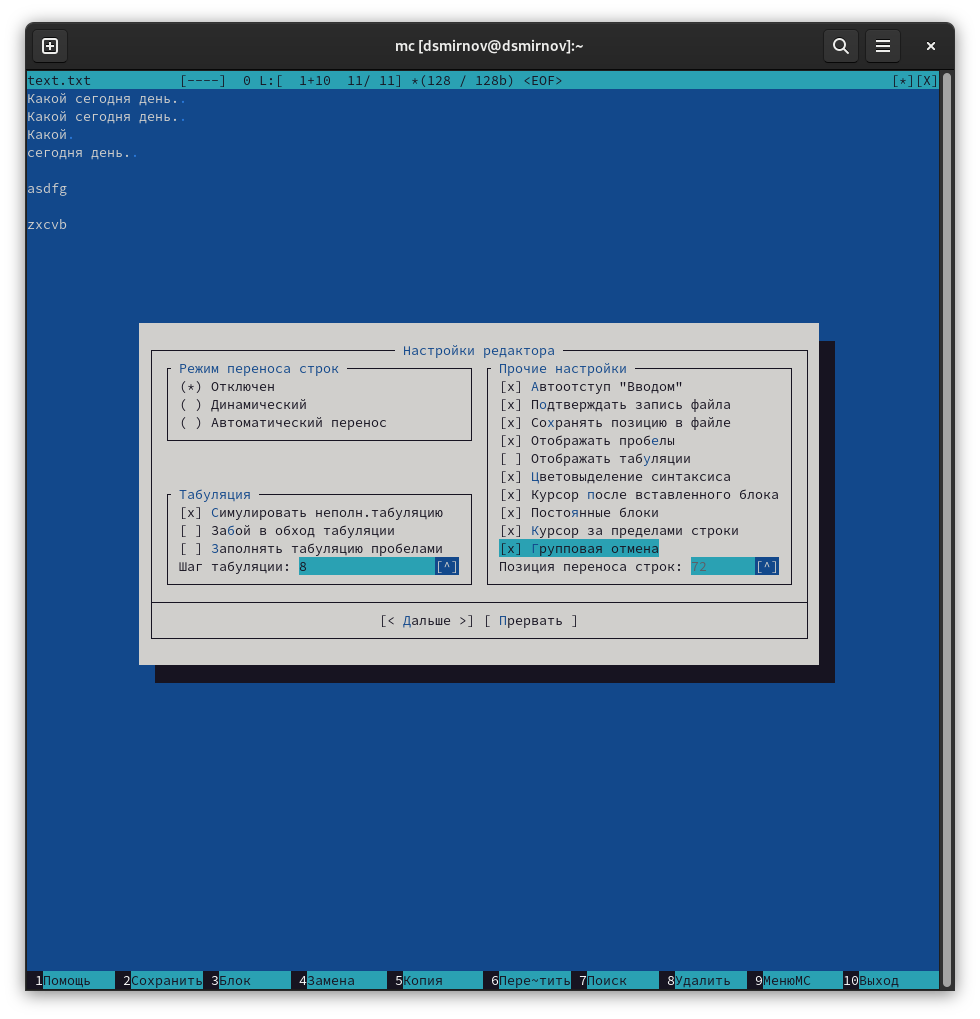 mc [dsmirnov@dsmirnov]:~
text.txt [----] 0 L:[ 1+10 11/ 11] *(128 / 128b) <EOF> [*][X]
Какой сегодня день..
Какой сегодня день..
Какой.
сегодня день..
asdfg
zxcvb
Настройки редактора
Режим переноса строк
(*) Отключен
( ) Динамический
( ) Автоматический перенос
Табуляция
[x] Симулировать неполн.табуляцию
[ ] Забой в обход табуляции
[ ] Заполнять табуляцию пробелами
Шаг табуляции: 8 [^]
Прочие настройки
[x] Автоотступ "Вводом"
[x] Подтверждать запись файла
[x] Сохранять позицию в файле
[x] Отображать пробелы
[ ] Отображать табуляции
[x] Цветовыделение синтаксиса
[x] Курсор после вставленного блока
[x] Постоянные блоки
[x] Курсор за пределами строки
[x] Групповая отмена
Позиция переноса строк: 72 [^]
[< Дальше >] [ Прервать ]
1Помощь 2Сохранить 3Блок 4Замена 5Копия 6Пере~тить 7Поиск 8Удалить 9МенюMC 10Выход